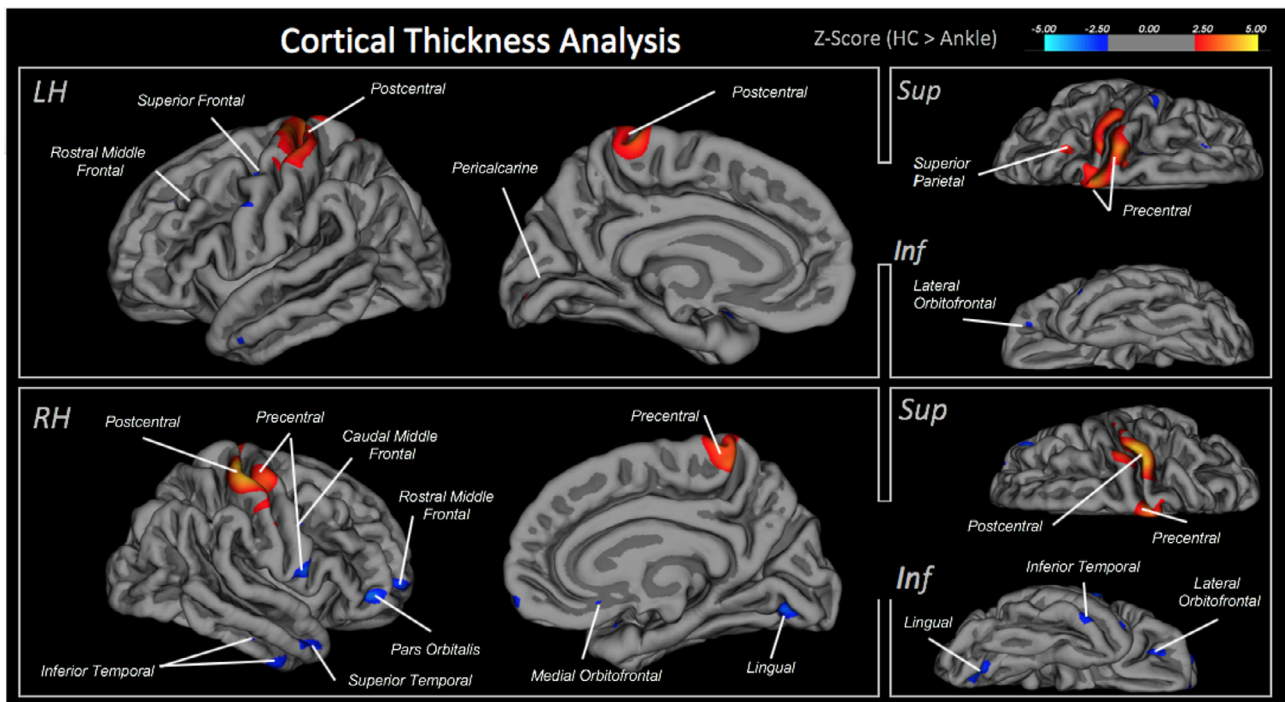 Cortical Thickness Analysis
Z-Score (HC > Ankle)
-5.00 -2.50 0.00 2.50 5.00
LH
Superior Frontal
Postcentral
Rostral Middle
Frontal
Postcentral
Pericalcarine
Sup
Superior
Parietal
Precentral
Inf
Lateral
Orbitofrontal
RH
Postcentral
Precentral
Caudal Middle
Frontal
Rostral Middle
Frontal
Inferior Temporal
Superior Temporal
Pars Orbitalis
Precentral
Medial Orbitofrontal
Lingual
Sup
Postcentral
Precentral
Inf
Inferior Temporal
Lateral
Orbitofrontal
Lingual